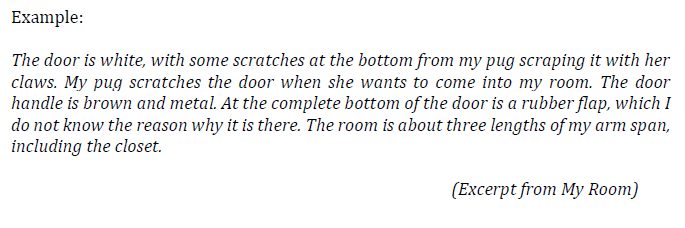 Example:
The door is white, with some scratches at the bottom from my pug scraping it with her
claws. My pug scratches the door when she wants to come into my room. The door
handle is brown and metal. At the complete bottom of the door is a rubber flap, which I
do not know the reason why it is there. The room is about three lengths of my arm span,
including the closet.
(Excerpt from My Room)